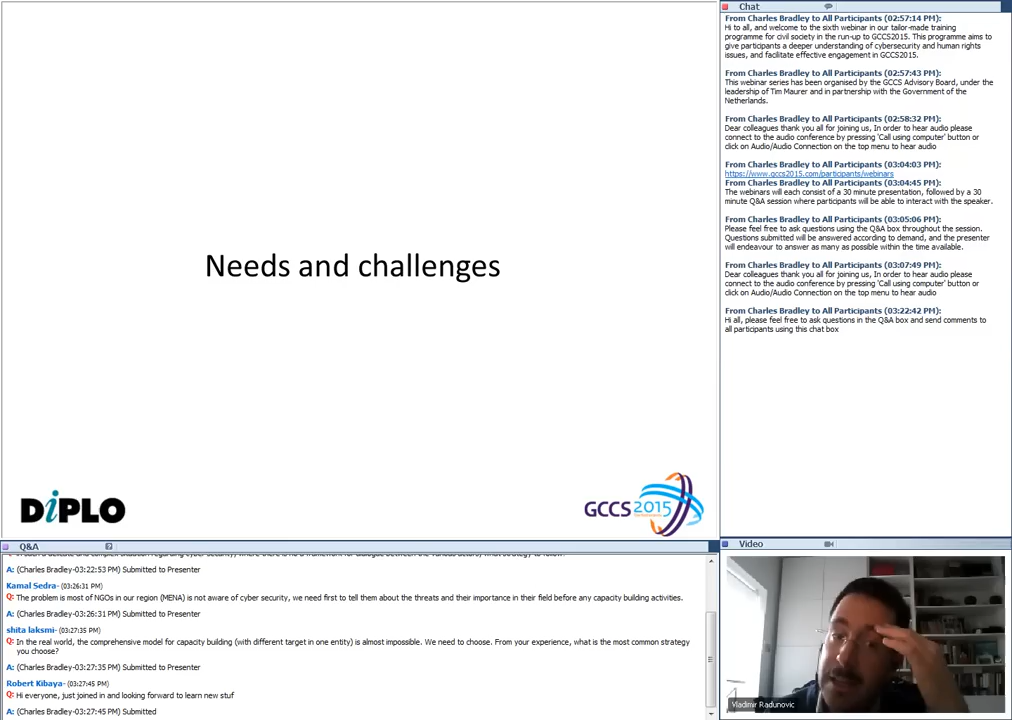 Needs and challenges
DiPLO
GCCS2015
Chat
From Charles Bradley to All Participants (02:57:14 PM):
Hi to all, and welcome to the sixth webinar in our tailor-made training
programme for civil society in the run-up to GCCS2015. This programme aims to
give participants a deeper understanding of cybersecurity and human rights
issues, and facilitate effective engagement in GCCS2015.
From Charles Bradley to All Participants (02:57:43 PM):
This webinar series has been organised by the GCCS Advisory Board, under the
leadership of Tim Maurer and in partnership with the Government of the
Netherlands.
From Charles Bradley to All Participants (02:58:32 PM):
Dear colleagues thank you all for joining us, In order to hear audio please
connect to the audio conference by pressing 'Call using computer' button or
click on Audio/Audio Connection on the top menu to hear audio
From Charles Bradley to All Participants (03:04:03 PM):
https://www.gccs2015.com/participants/webinars
From Charles Bradley to All Participants (03:04:45 PM):
The webinars will each consist of a 30 minute presentation, followed by a 30
minute Q&A session where participants will be able to interact with the speaker.
From Charles Bradley to All Participants (03:05:06 PM):
Please feel free to ask questions using the Q&A box throughout the session.
Questions submitted will be answered according to demand, and the presenter
will endeavour to answer as many as possible within the time available.
From Charles Bradley to All Participants (03:07:49 PM):
Dear colleagues thank you all for joining us, In order to hear audio please
connect to the audio conference by pressing 'Call using computer' button or
click on Audio/Audio Connection on the top menu to hear audio
From Charles Bradley to All Participants (03:22:42 PM):
Hi all, please feel free to ask questions in the Q&A box and send comments to
all participants using this chat box
Q&A
A: (Charles Bradley-03:22:53 PM) Submitted to Presenter
Kamal Sedra- (03:26:31 PM)
Q: The problem is most of NGOs in our region (MENA) is not aware of cyber security, we need first to tell them about the threats and their importance in their field before any capacity building activities.
A: (Charles Bradley-03:26:31 PM) Submitted to Presenter
shita laksmi- (03:27:35 PM)
Q: In the real world, the comprehensive model for capacity building (with different target in one entity) is almost impossible. We need to choose. From your experience, what is the most common strategy
you choose?
A: (Charles Bradley-03:27:35 PM) Submitted to Presenter
Robert Kibaya- (03:27:45 PM)
Q: Hi everyone, just joined in and looking forward to learn new stuf
A: (Charles Bradley-03:27:45 PM) Submitted
Video
Vladimir Radunovic